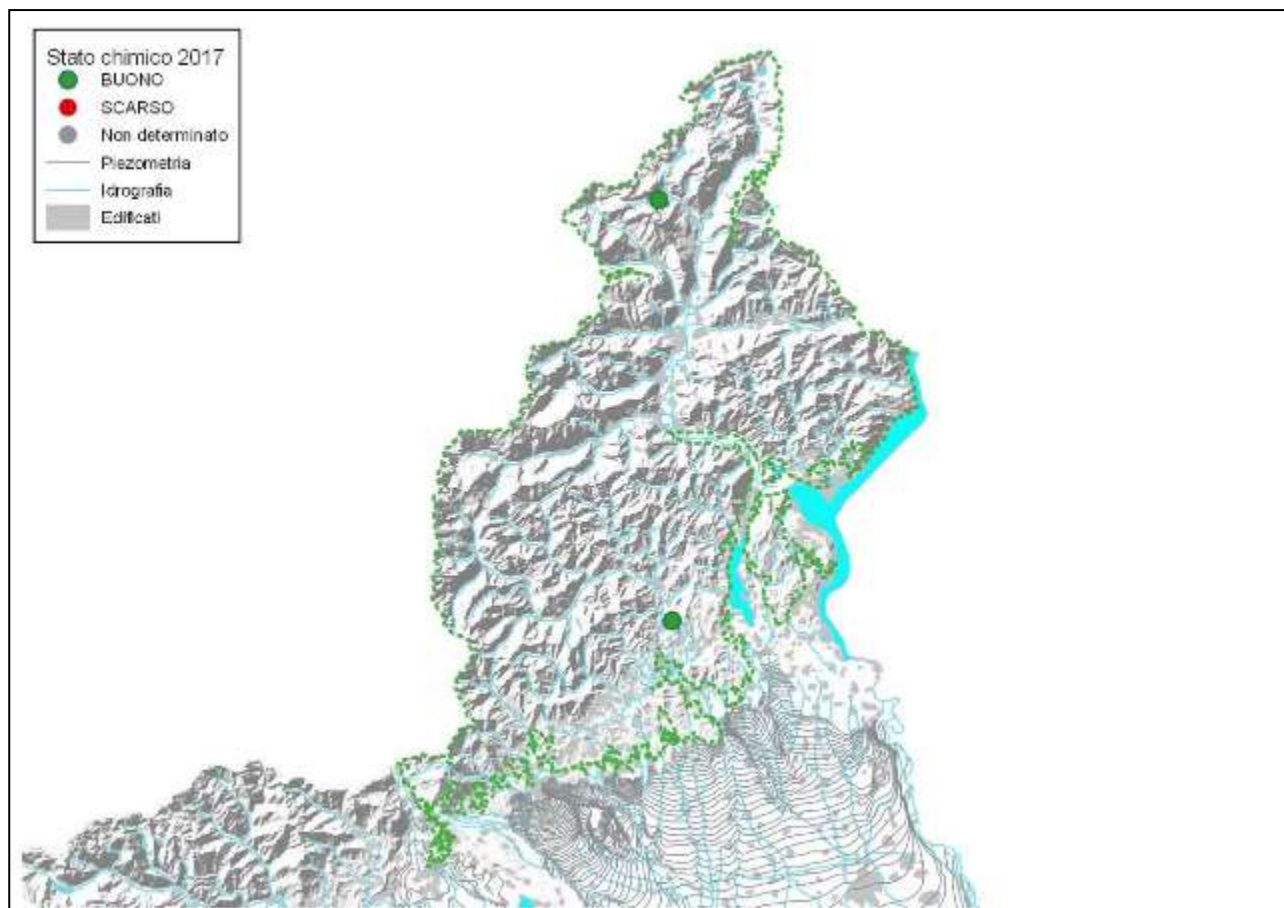 Stato chimico 2017
BUONO
SCARSO
Non determinato
Piezometria
Idrografia
Edificati